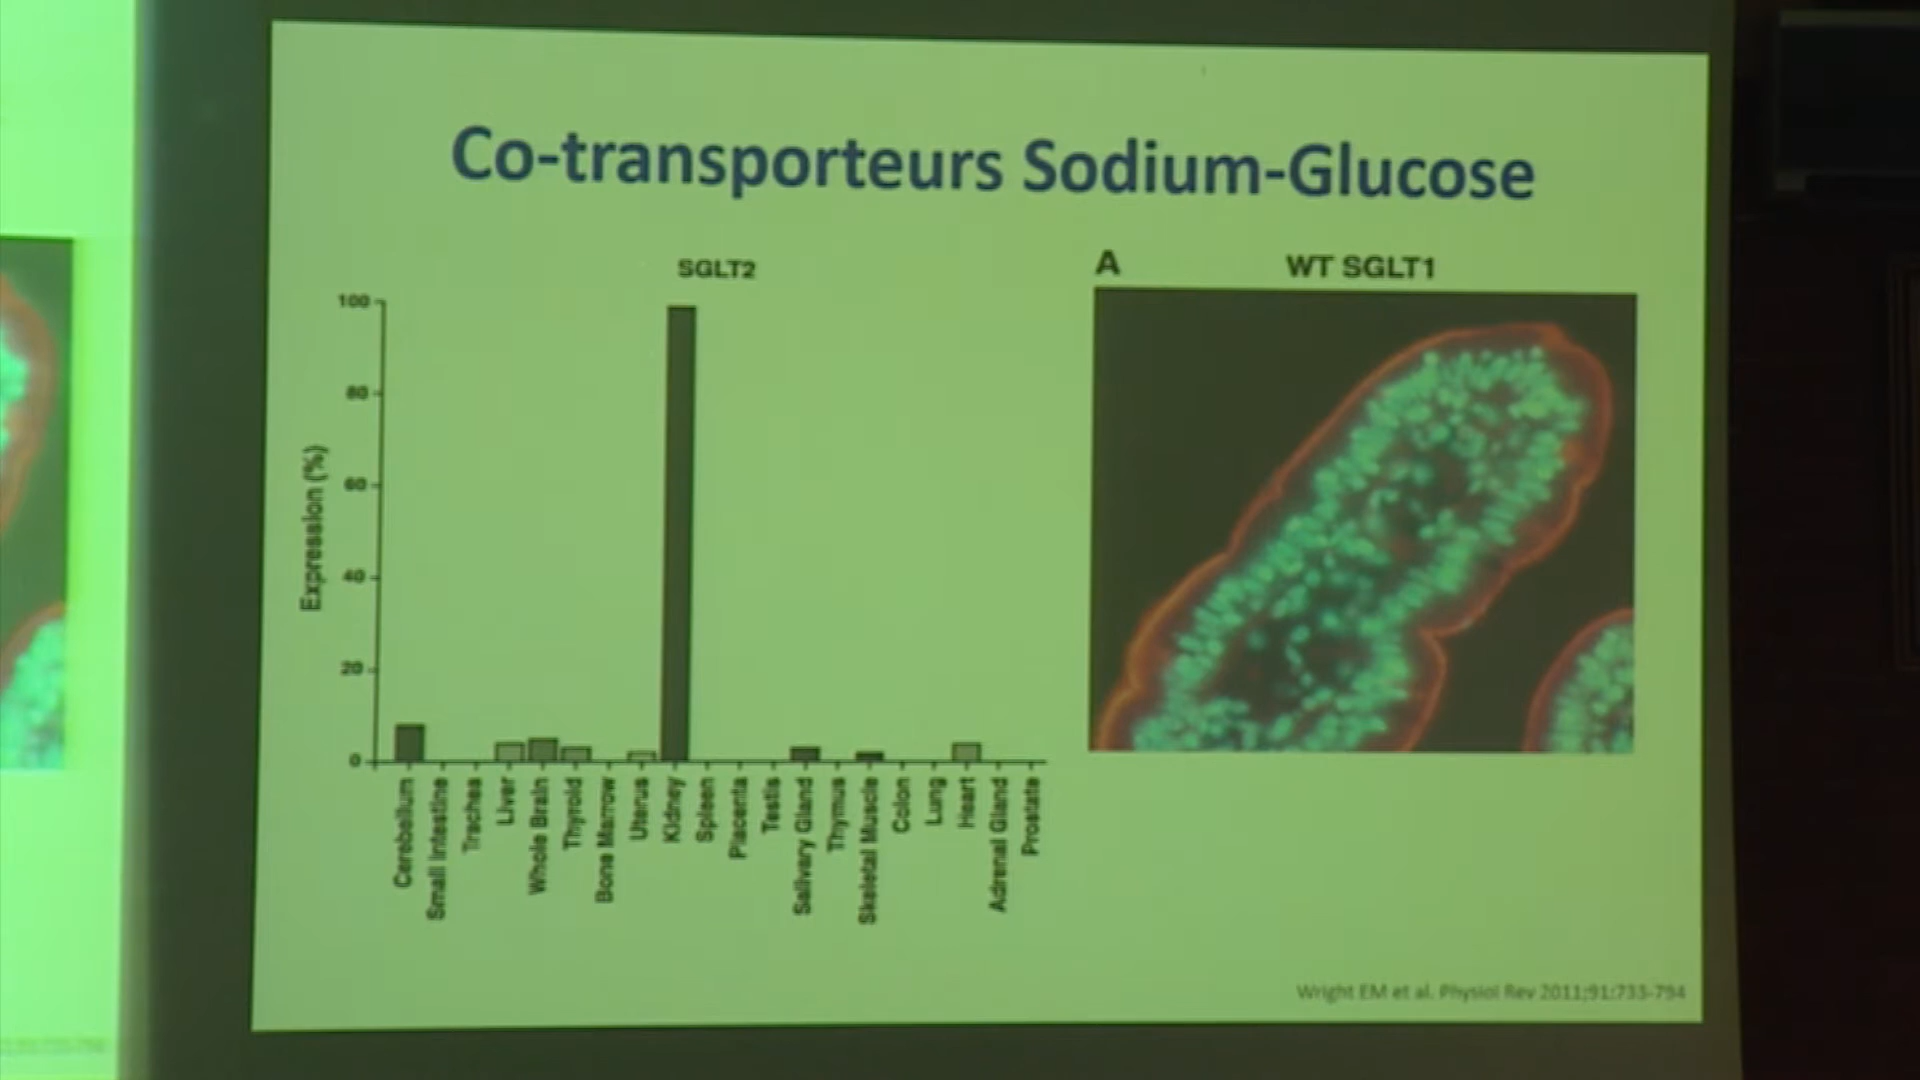 Co-transporteurs Sodium-Glucose
SGLT2
Expression (%)
100
80
60
40
20
0
Cerebellum
Small Intestine
Trachea
Liver
Whole Brain
Thyroid
Bone Marrow
Uterus
Kidney
Spleen
Placenta
Testis
Salivary Gland
Thymus
Skeletal Muscle
Colon
Lung
Heart
Adrenal Gland
Prostate
A
WT SGLT1
Wright EM et al. Physiol Rev 2011;91:733-794